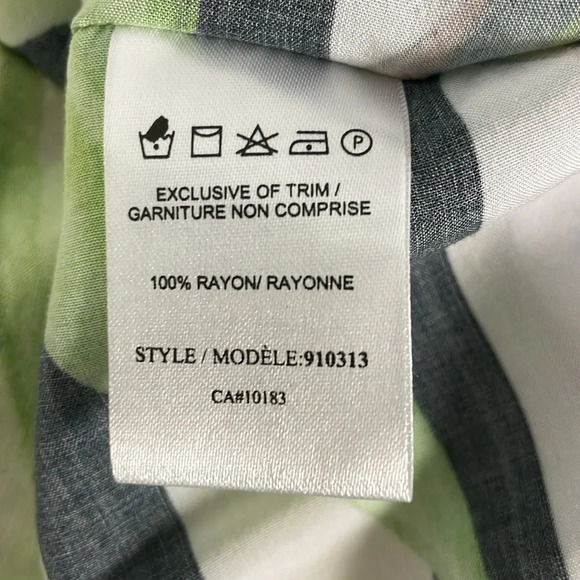 P
EXCLUSIVE OF TRIM /
GARNITURE NON COMPRISE
100% RAYON/ RAYONNE
STYLE / MODÈLE:910313
CA#10183